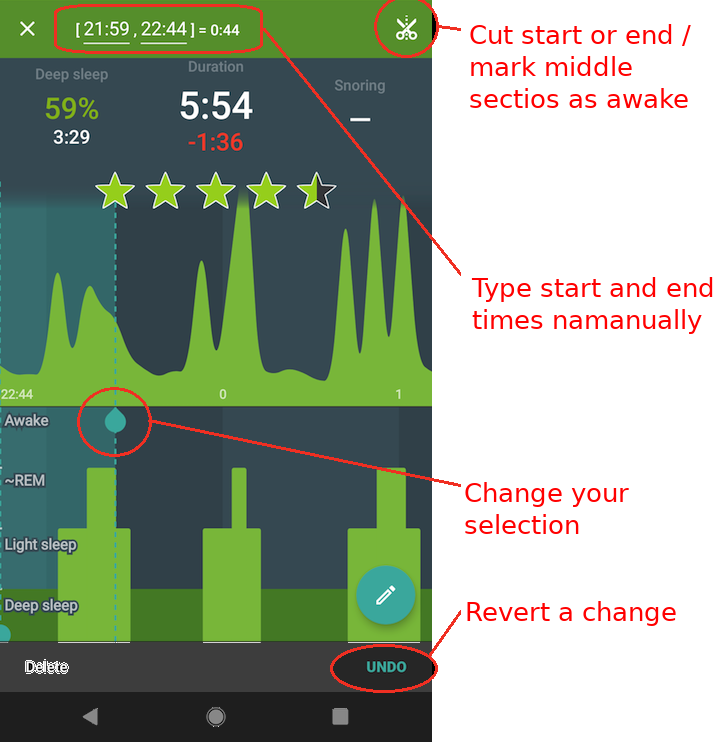 [ 21:59 , 22:44 ] = 0:44
Cut start or end /
mark middle
sectios as awake
Deep sleep
59%
3:29
Duration
5:54
-1:36
Snoring
Type start and end
times namanually
22:44 0 1
Awake
~REM
Light sleep
Deep sleep
Change your
selection
Revert a change
Delete
UNDO